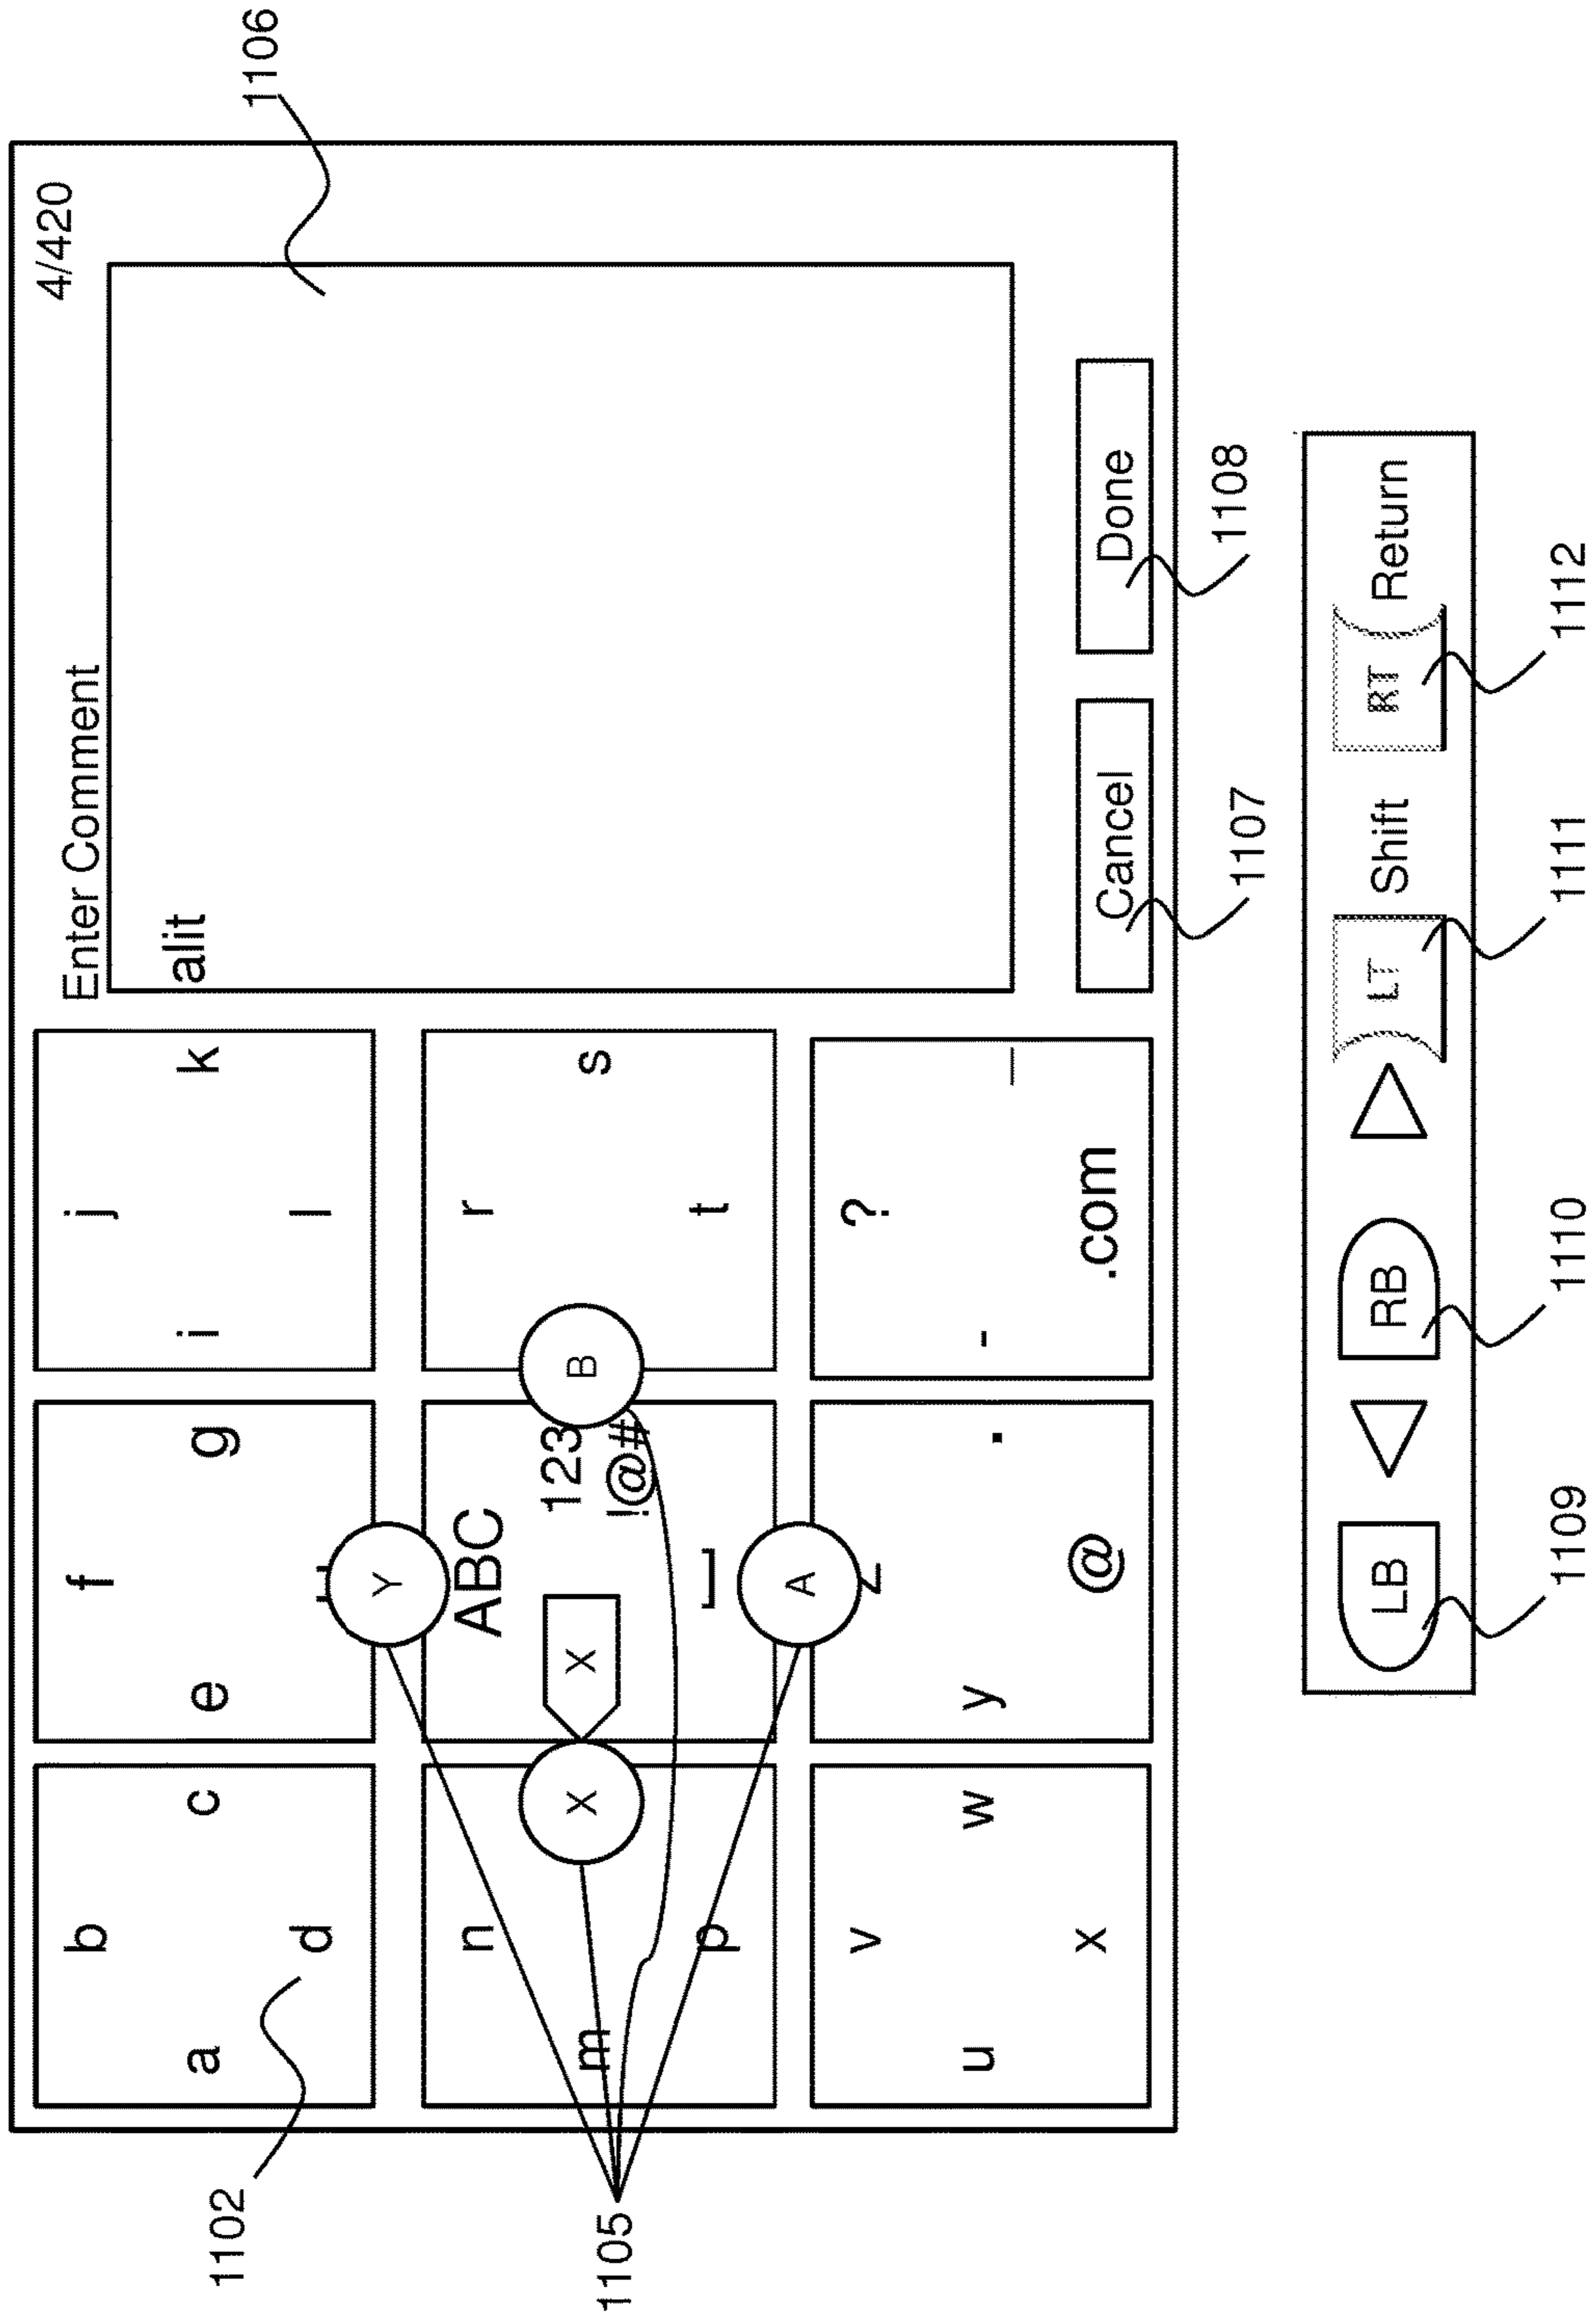 1106
4/420
Enter Comment
alit
b
a c
d
f
e g
j
i k
l
Y
n
m
p
X
X
ABC
123
!@#
B
r
s
t
A
v
u w
x
z
y .
@
?
- _
.com
Cancel Done
1102
1105
1107
1108
LB RB LT Shift RT Return
1109
1110
1111
1112